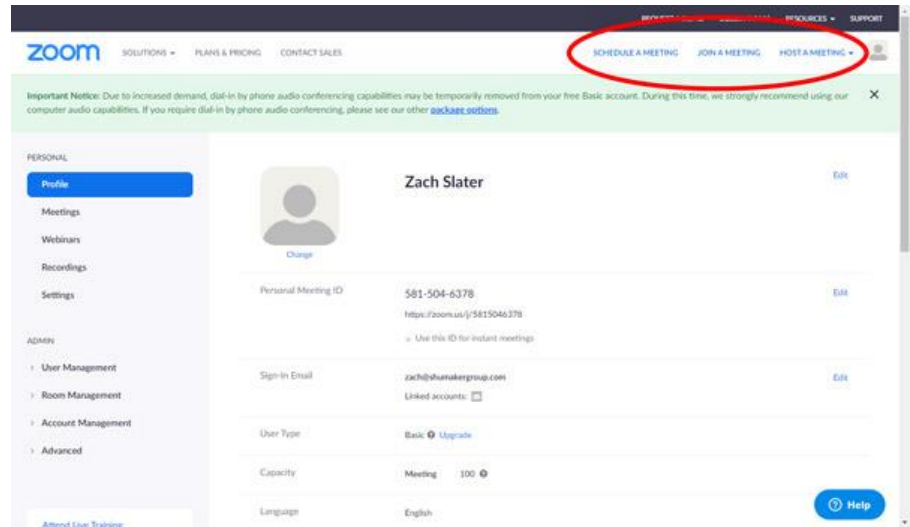 RESOURCES SUPPORT
zoom SOLUTIONS PLANS & PRICING CONTACT SALES SCHEDULE A MEETING JOIN A MEETING HOST A MEETING
Important Notice: Due to increased demand, dial-in by phone audio conferencing capabilities may be temporarily removed from your free Basic account. During this time, we strongly recommend using our
computer audio capabilities. If you require dial-in by phone audio conferencing, please see our other package options.
PERSONAL
Profile
Meetings
Webinars
Recordings
Settings
ADMIN
User Management
Room Management
Account Management
Advanced
Attend Live Training
Change
Zach Slater Edit
Personal Meeting ID 581-504-6378 Edit
https://zoom.us/j/5815046378
Use this ID for instant meetings
Sign-In Email zach@shumakergroup.com Edit
Linked accounts:
User Type Basic Upgrade
Capacity Meeting 100
Language English
Help